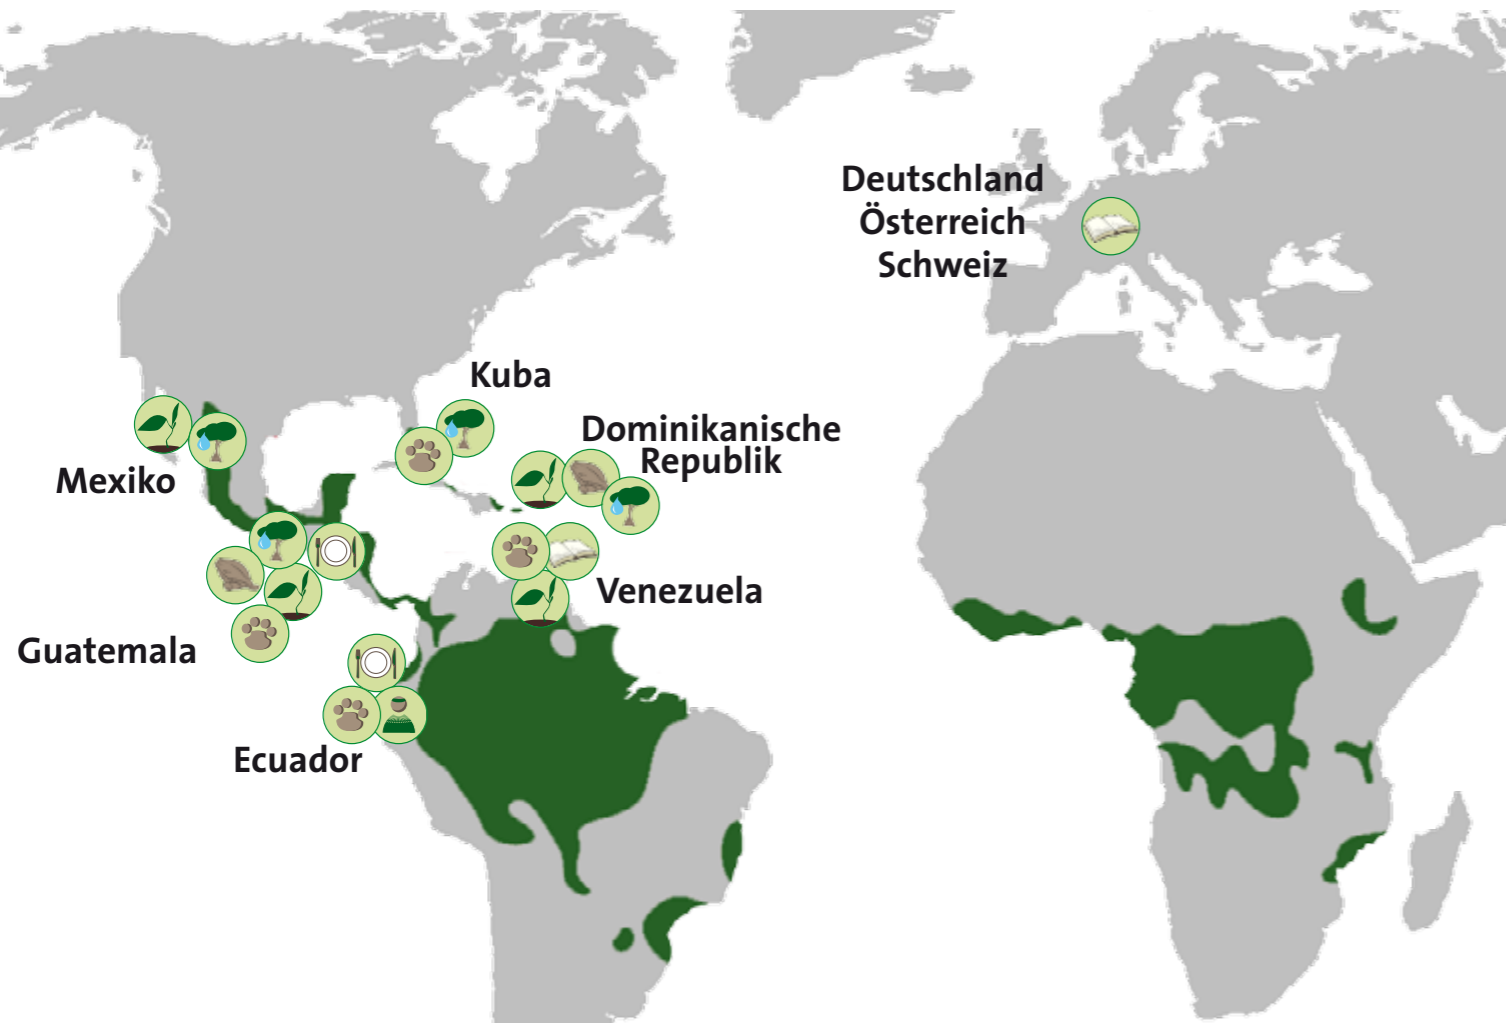 Deutschland
Österreich
Schweiz
Kuba
Dominikanische
Republik
Mexiko
Venezuela
Guatemala
Ecuador